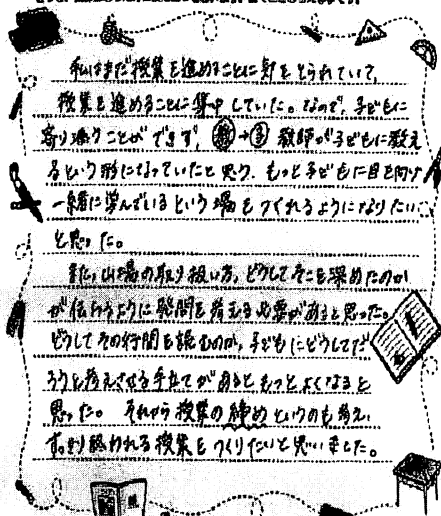 私はまだ授業を進めることに気をとられていて、
授業を進めることに集中していた。なので、子どもに
寄り添うことができず、教→子 教師が子どもに教え
るという形になっていたと思う。もっと子どもに目を向け
一緒に学んでいるという場をつくれるようになりたい
と思った。
また、山場の取り扱い方、どうしてそこを深めたのか
が伝わるように発問を考える必要があると思った。
どうしてその行間を読むのか、子どもにどうしてだ
ろうと考えさせる手立てがあるともっとよくなると
思った。それから授業の締めというのも考え、
すっきり終われる授業をつくりたいと思いました。